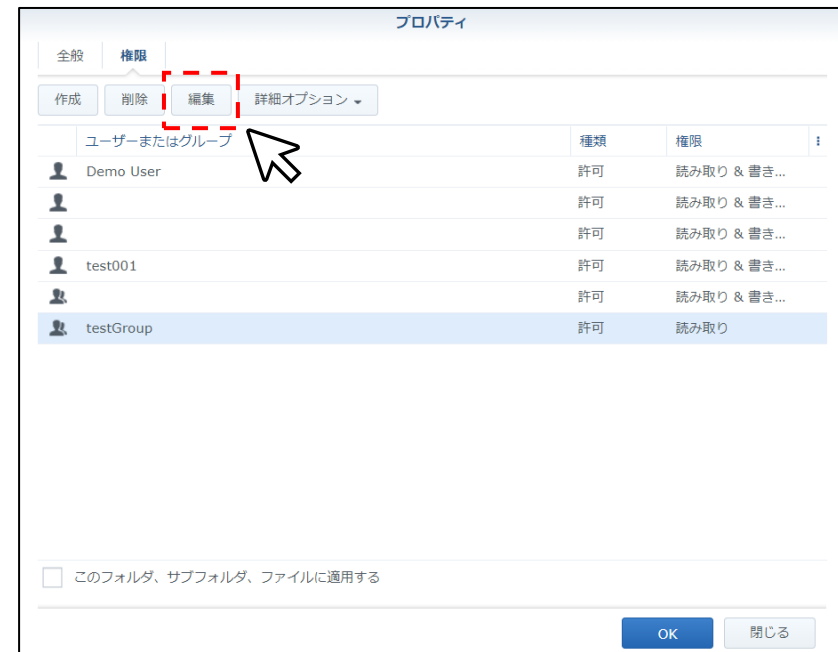 プロパティ
全般 権限
作成 削除 編集 詳細オプション
ユーザーまたはグループ 種類 権限
Demo User 許可 読み取り & 書き...
許可 読み取り & 書き...
許可 読み取り & 書き...
test001 許可 読み取り & 書き...
許可 読み取り & 書き...
testGroup 許可 読み取り
このフォルダ、サブフォルダ、ファイルに適用する
OK 閉じる